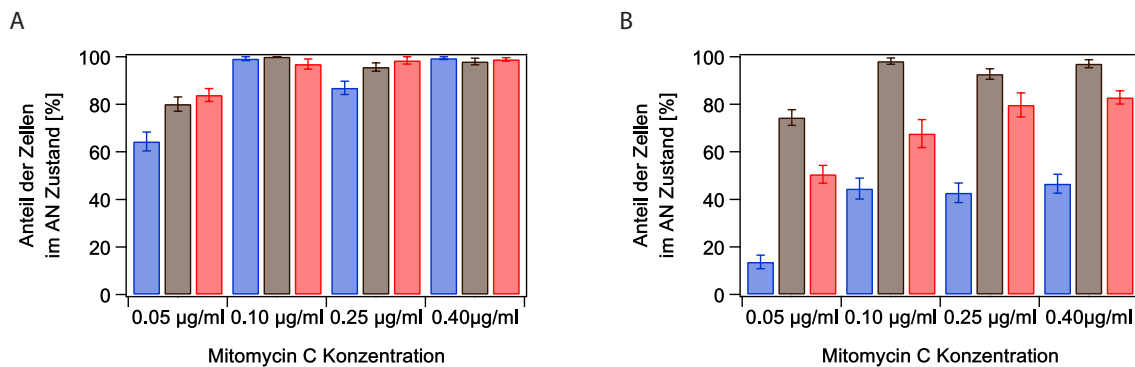 A
Anteil der Zellen
im AN Zustand [%]
100
80
60
40
20
0
0.05 µg/ml 0.10 µg/ml 0.25 µg/ml 0.40µg/ml
Mitomycin C Konzentration
B
Anteil der Zellen
im AN Zustand [%]
100
80
60
40
20
0
0.05 µg/ml 0.10 µg/ml 0.25 µg/ml 0.40µg/ml
Mitomycin C Konzentration